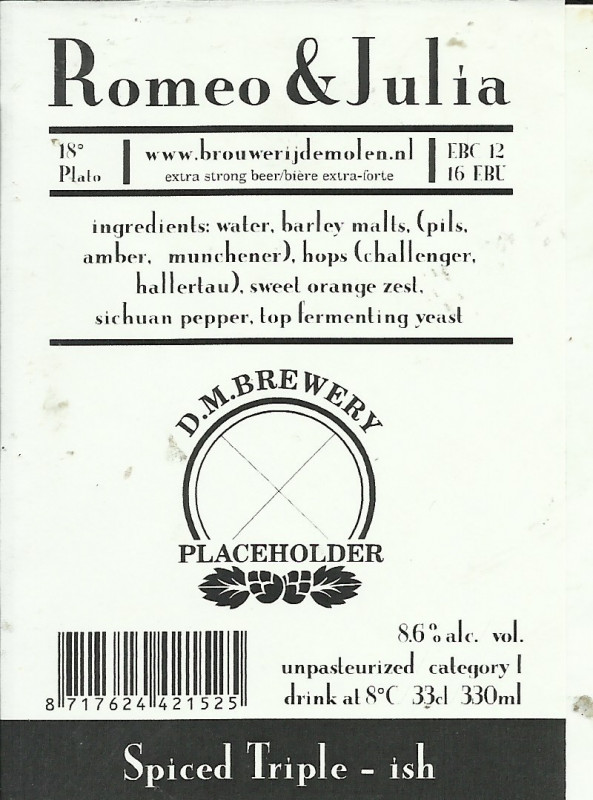 Romeo & Julia
18° Plato
www.brouwerijdemolen.nl
extra strong beer/bière extra-forte
EBC 12
16 EBU
ingredients: water, barley malts, (pils,
amber, munchener), hops (challenger,
hallertau), sweet orange zest,
sichuan pepper, top fermenting yeast
D.M.BREWERY
PLACEHOLDER
8.6% alc. vol.
unpasteurized category I
drink at 8°C 33cl 330ml
8 717624 421525
Spiced Triple - ish